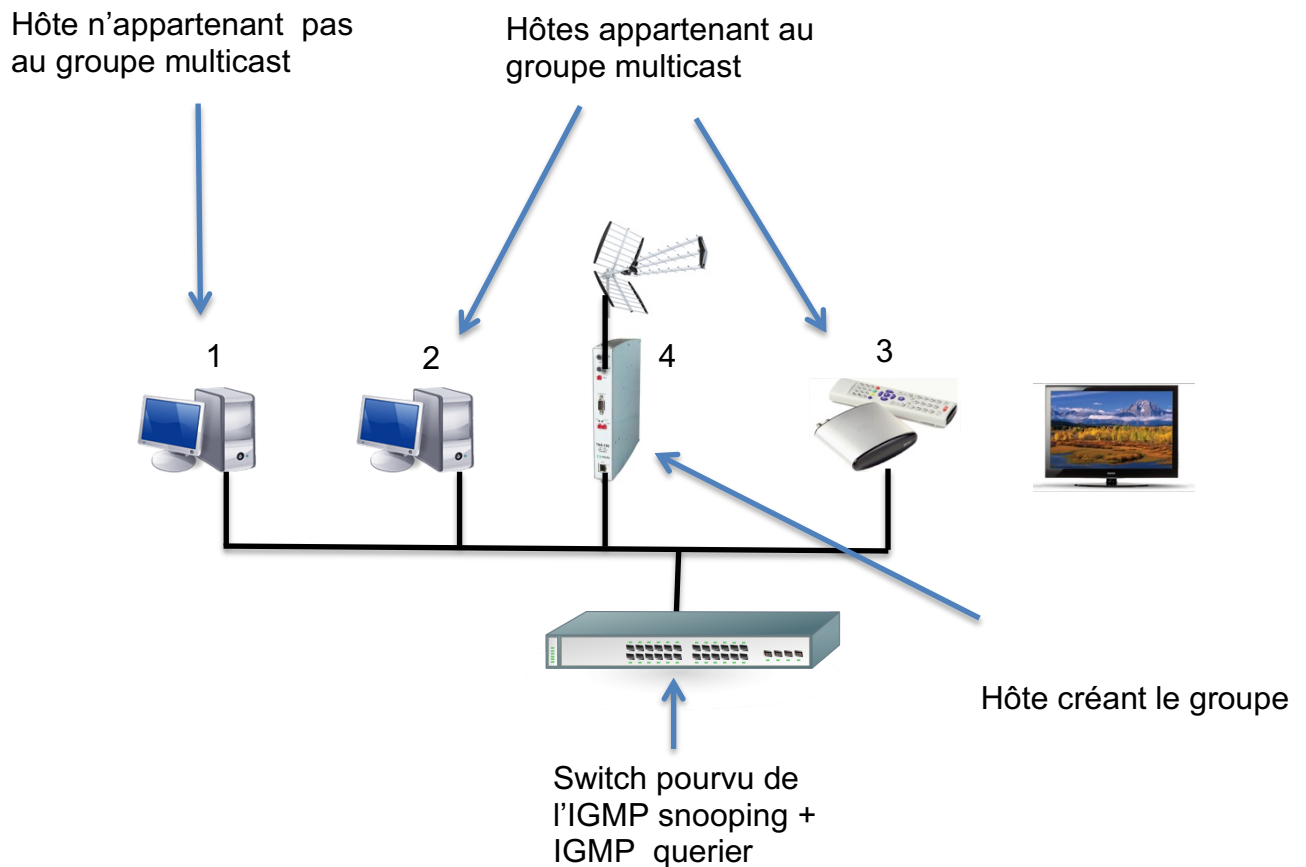 Hôte n'appartenant pas
au groupe multicast
Hôtes appartenant au
groupe multicast
1
2
4
3
Hôte créant le groupe
Switch pourvu de
l'IGMP snooping +
IGMP querier